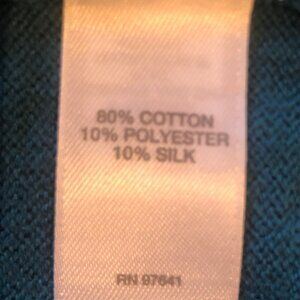 80% COTTON
10% POLYESTER
10% SILK
RN 97641